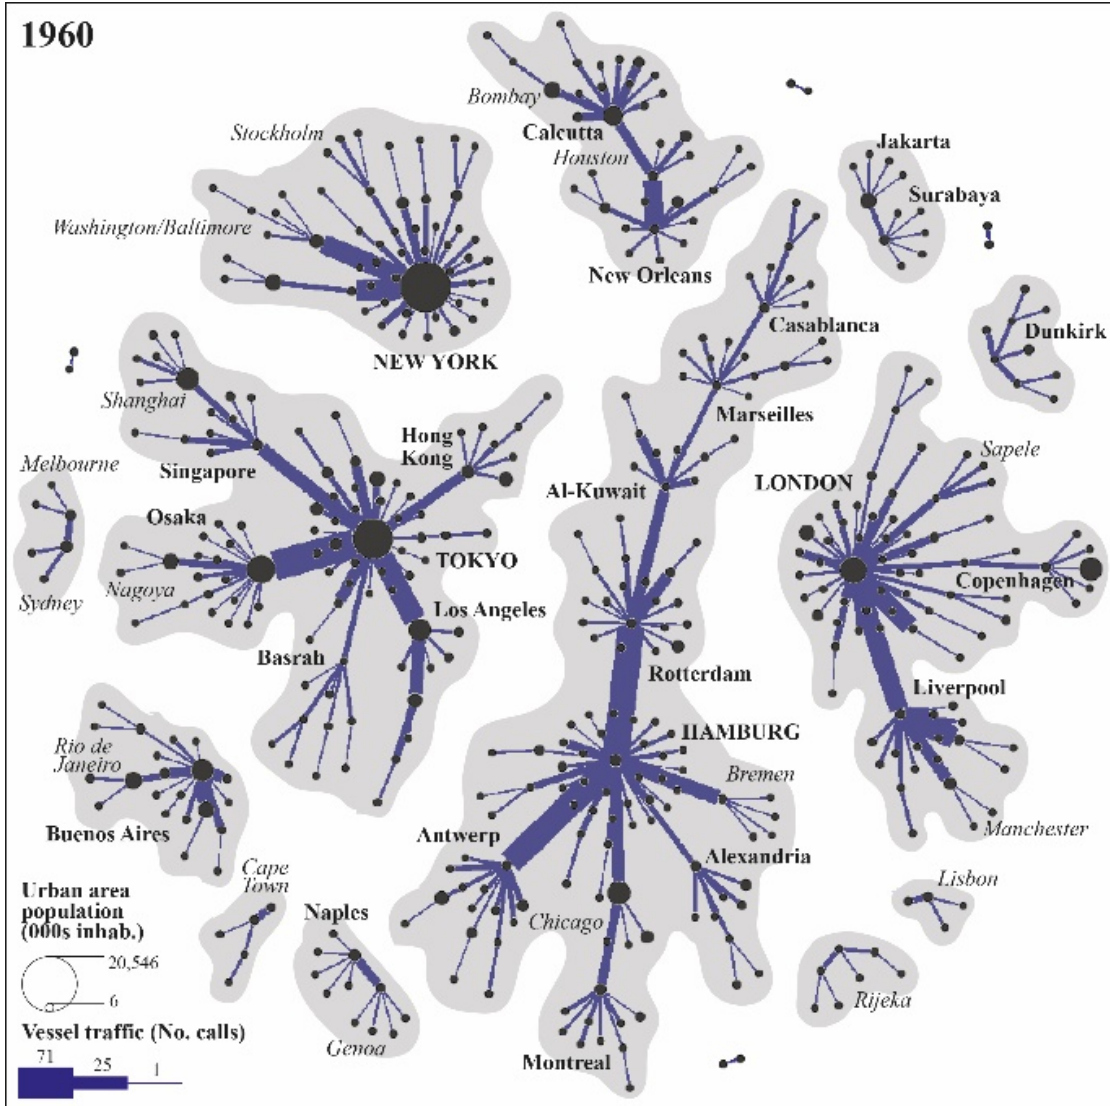 1960
Bombay
Calcutta
Houston
New Orleans
Stockholm
Washington/Baltimore
NEW YORK
Jakarta
Surabaya
Dunkirk
Casablanca
Marseilles
Al-Kuwait
Shanghai
Singapore
Hong
Kong
Melbourne
Sydney
Osaka
Nagoya
TOKYO
Los Angeles
Basrah
LONDON
Sapele
Copenhagen
Liverpool
Manchester
Rotterdam
HAMBURG
Bremen
Antwerp
Alexandria
Chicago
Montreal
Rio de
Janeiro
Buenos Aires
Cape
Town
Naples
Genoa
Lisbon
Rijeka
Urban area
population
(000s inhab.)
20,546
6
Vessel traffic (No. calls)
71
25
1